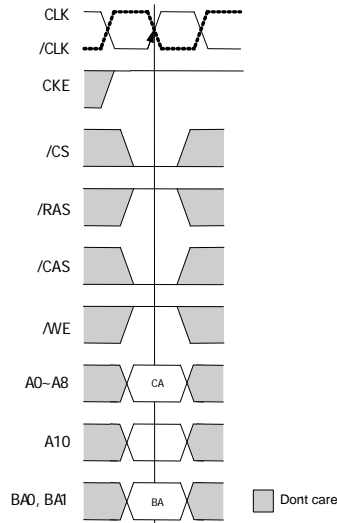 CLK
/CLK
CKE
/CS
/RAS
/CAS
/WE
A0~A8
CA
A10
BA0, BA1
BA
Dont care